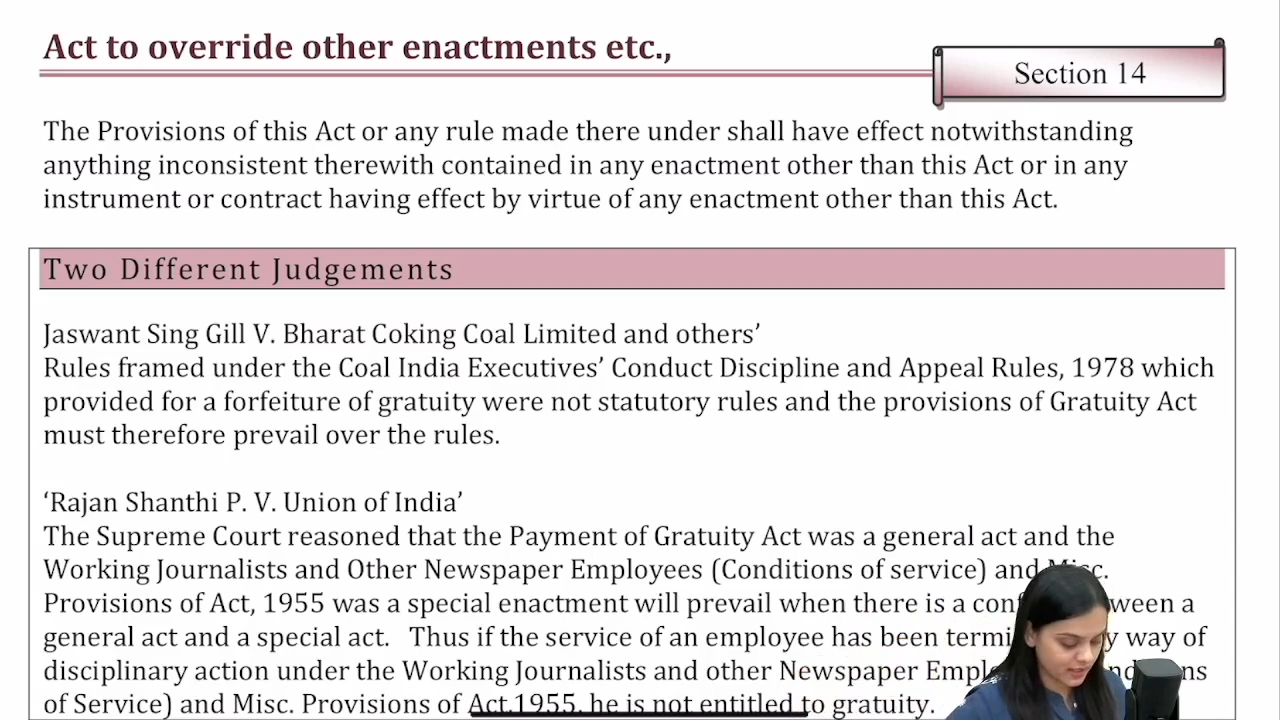 Act to override other enactments etc.,
Section 14
The Provisions of this Act or any rule made there under shall have effect notwithstanding
anything inconsistent therewith contained in any enactment other than this Act or in any
instrument or contract having effect by virtue of any enactment other than this Act.
Two Different Judgements
Jaswant Sing Gill V. Bharat Coking Coal Limited and others’
Rules framed under the Coal India Executives’ Conduct Discipline and Appeal Rules, 1978 which
provided for a forfeiture of gratuity were not statutory rules and the provisions of Gratuity Act
must therefore prevail over the rules.
‘Rajan Shanthi P. V. Union of India’
The Supreme Court reasoned that the Payment of Gratuity Act was a general act and the
Working Journalists and Other Newspaper Employees (Conditions of service) and Misc.
Provisions of Act, 1955 was a special enactment will prevail when there is a between a
general act and a special act. Thus if the service of an employee has been way of
disciplinary action under the Working Journalists and other Newspaper
of Service) and Misc. Provisions of Act,1955, he is not entitled to gratuity.